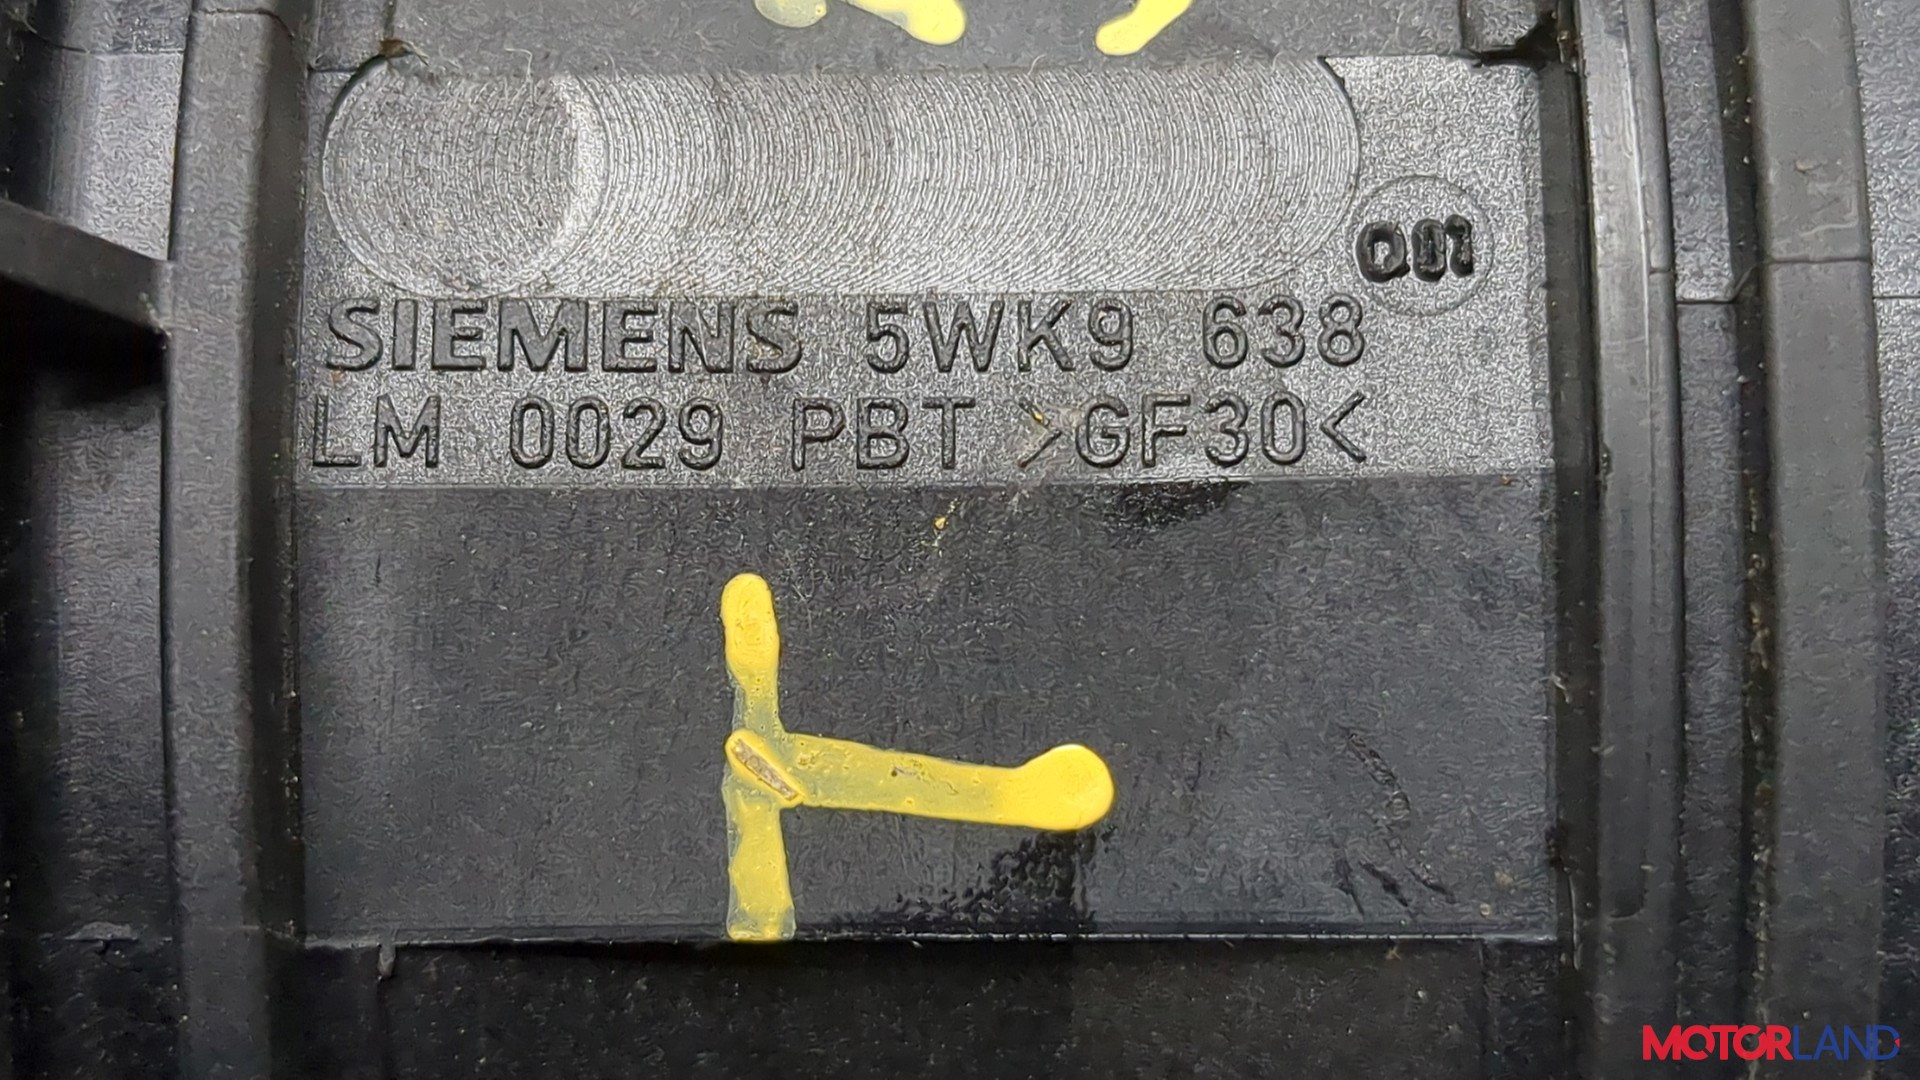 SIEMENS 5WK9 638
LM 0029 PBT >GF30<
MOTORLAND